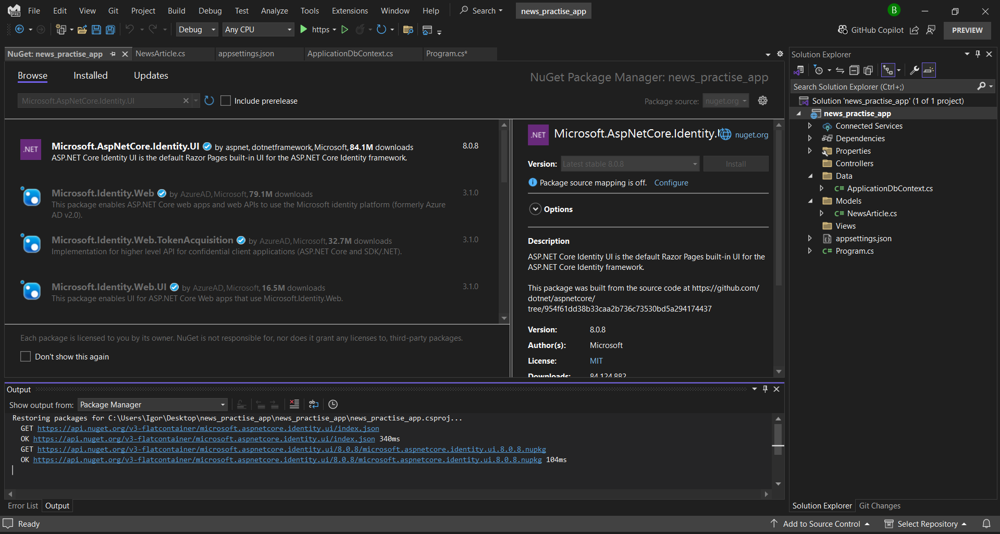 PRE File Edit View Git Project Build Debug Test Analyze Tools Extensions Window Help Search news_practise_app B
Debug Any CPU https GitHub Copilot PREVIEW
NuGet: news_practise_app NewsArticle.cs appsettings.json ApplicationDbContext.cs Program.cs*
Browse Installed Updates
NuGet Package Manager: news_practise_app
Microsoft.AspNetCore.Identity.UI Include prerelease
Package source: nuget.org
.NET Microsoft.AspNetCore.Identity.UI by aspnet, dotnetframework, Microsoft, 84.1M downloads 8.0.8
ASP.NET Core Identity UI is the default Razor Pages built-in UI for the ASP.NET Core Identity framework.
Microsoft.Identity.Web by AzureAD, Microsoft, 79.1M downloads 3.1.0
This package enables ASP.NET Core web apps and web APIs to use the Microsoft identity platform (formerly Azure
AD v2.0).
Microsoft.Identity.Web.TokenAcquisition by AzureAD, Microsoft, 32.7M downloads 3.1.0
Implementation for higher level API for confidential client applications (ASP.NET Core and SDK/.NET).
Microsoft.Identity.Web.UI by AzureAD, Microsoft, 16.5M downloads 3.1.0
This package enables UI for ASP.NET Core Web apps that use Microsoft.Identity.Web.
Each package is licensed to you by its owner. NuGet is not responsible for, nor does it grant any licenses to, third-party packages.
Don't show this again
.NET Microsoft.AspNetCore.Identity.U nuget.org
Version: Latest stable 8.0.8 Install
Package source mapping is off. Configure
Options
Description
ASP.NET Core Identity UI is the default Razor Pages built-in UI for the
ASP.NET Core Identity framework.
This package was built from the source code at https://github.com/
dotnet/aspnetcore/
tree/954f61dd38b33caa2b736c73530bd5a294174437
Version: 8.0.8
Author(s): Microsoft
License: MIT
Downloads: 84,124,882
Output
Show output from: Package Manager
Restoring packages for C:\Users\Igor\Desktop\news_practise_app\news_practise_app\news_practise_app.csproj...
GET https://api.nuget.org/v3-flatcontainer/microsoft.aspnetcore.identity.ui/index.json
OK https://api.nuget.org/v3-flatcontainer/microsoft.aspnetcore.identity.ui/index.json 340ms
GET https://api.nuget.org/v3-flatcontainer/microsoft.aspnetcore.identity.ui/8.0.8/microsoft.aspnetcore.identity.ui.8.0.8.nupkg
OK https://api.nuget.org/v3-flatcontainer/microsoft.aspnetcore.identity.ui/8.0.8/microsoft.aspnetcore.identity.ui.8.0.8.nupkg 104ms
Error List Output
Solution Explorer
Search Solution Explorer (Ctrl+;)
Solution 'news_practise_app' (1 of 1 project)
news_practise_app
Connected Services
Dependencies
Properties
Controllers
Data
C# ApplicationDbContext.cs
Models
C# NewsArticle.cs
Views
appsettings.json
C# Program.cs
Solution Explorer Git Changes
Ready Add to Source Control Select Repository